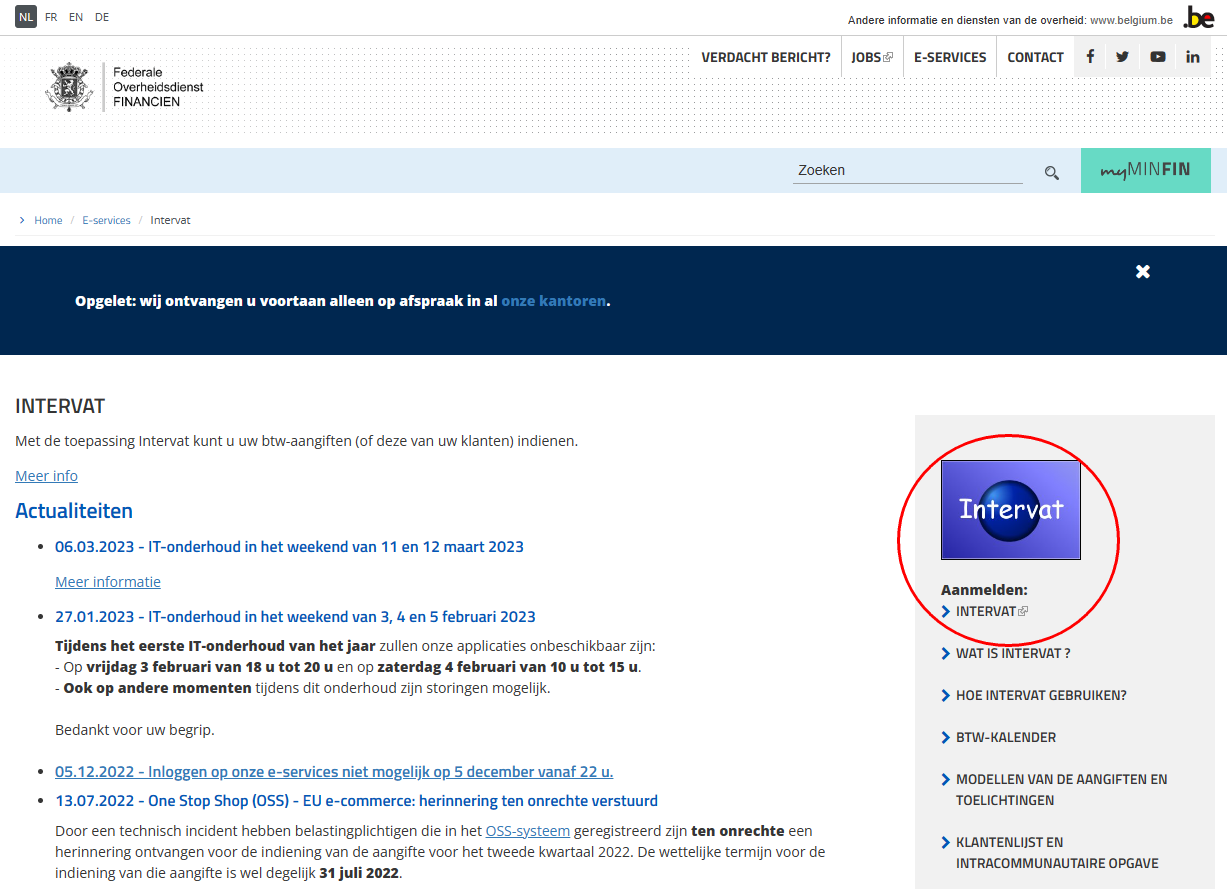 NL FR EN DE
Andere informatie en diensten van de overheid: www.belgium.be
.be
VERDACHT BERICHT? JOBS E-SERVICES CONTACT
Federale
Overheidsdienst
FINANCIEN
Zoeken
myMINFIN
Home / E-services / Intervat
Opgelet: wij ontvangen u voortaan alleen op afspraak in al onze kantoren.
INTERVAT
Met de toepassing Intervat kunt u uw btw-aangiften (of deze van uw klanten) indienen.
Meer info
Actualiteiten
06.03.2023 - IT-onderhoud in het weekend van 11 en 12 maart 2023
Meer informatie
27.01.2023 - IT-onderhoud in het weekend van 3, 4 en 5 februari 2023
Tijdens het eerste IT-onderhoud van het jaar zullen onze applicaties onbeschikbaar zijn:
- Op vrijdag 3 februari van 18 u tot 20 u en op zaterdag 4 februari van 10 u tot 15 u.
- Ook op andere momenten tijdens dit onderhoud zijn storingen mogelijk.
Bedankt voor uw begrip.
05.12.2022 - Inloggen op onze e-services niet mogelijk op 5 december vanaf 22 u.
13.07.2022 - One Stop Shop (OSS) - EU e-commerce: herinnering ten onrechte verstuurd
Door een technisch incident hebben belastingplichtigen die in het OSS-systeem geregistreerd zijn ten onrechte een
herinnering ontvangen voor de indiening van de aangifte voor het tweede kwartaal 2022. De wettelijke termijn voor de
indiening van die aangifte is wel degelijk 31 juli 2022.
Intervat
Aanmelden:
INTERVAT
WAT IS INTERVAT ?
HOE INTERVAT GEBRUIKEN?
BTW-KALENDER
MODELLEN VAN DE AANGIFTEN EN
TOELICHTINGEN
KLANTENLIJST EN
INTRACOMMUNAUTAIRE OPGAVE